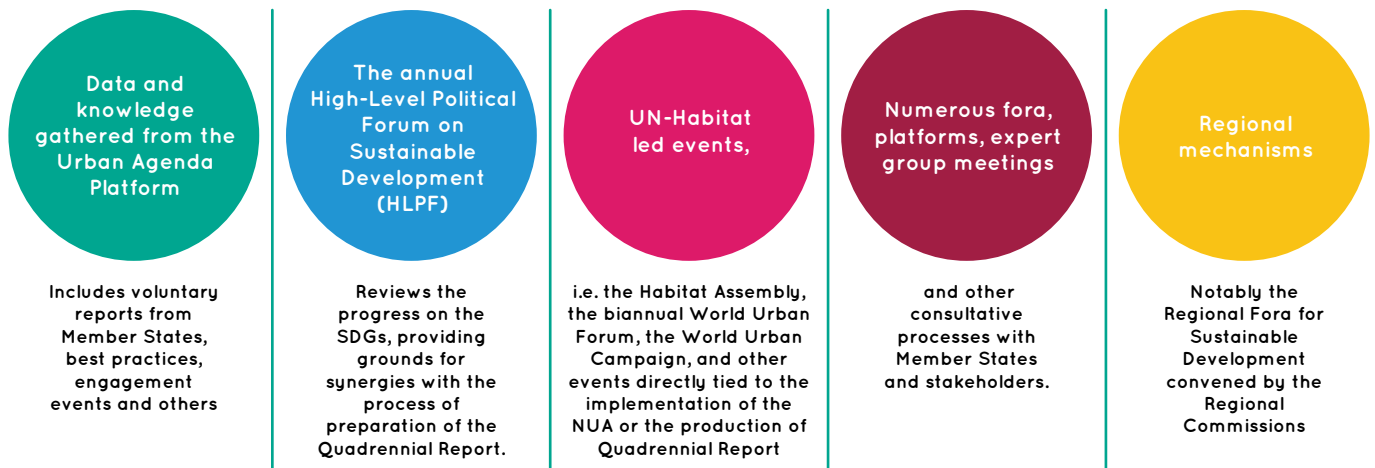 Data and
knowledge
gathered from the
Urban Agenda
Platform
Includes voluntary
reports from
Member States,
best practices,
engagement
events and others
The annual
High-Level Political
Forum on
Sustainable
Development
(HLPF)
Reviews the
progress on the
SDGs, providing
grounds for
synergies with the
process of
preparation of the
Quadrennial Report.
UN-Habitat
led events,
i.e. the Habitat Assembly,
the biannual World Urban
Forum, the World Urban
Campaign, and other
events directly tied to the
implementation of the
NUA or the production of
Quadrennial Report
Numerous fora,
platforms, expert
group meetings
and other
consultative
processes with
Member States
and stakeholders.
Regional
mechanisms
Notably the
Regional Fora for
Sustainable
Development
convened by the
Regional
Commissions